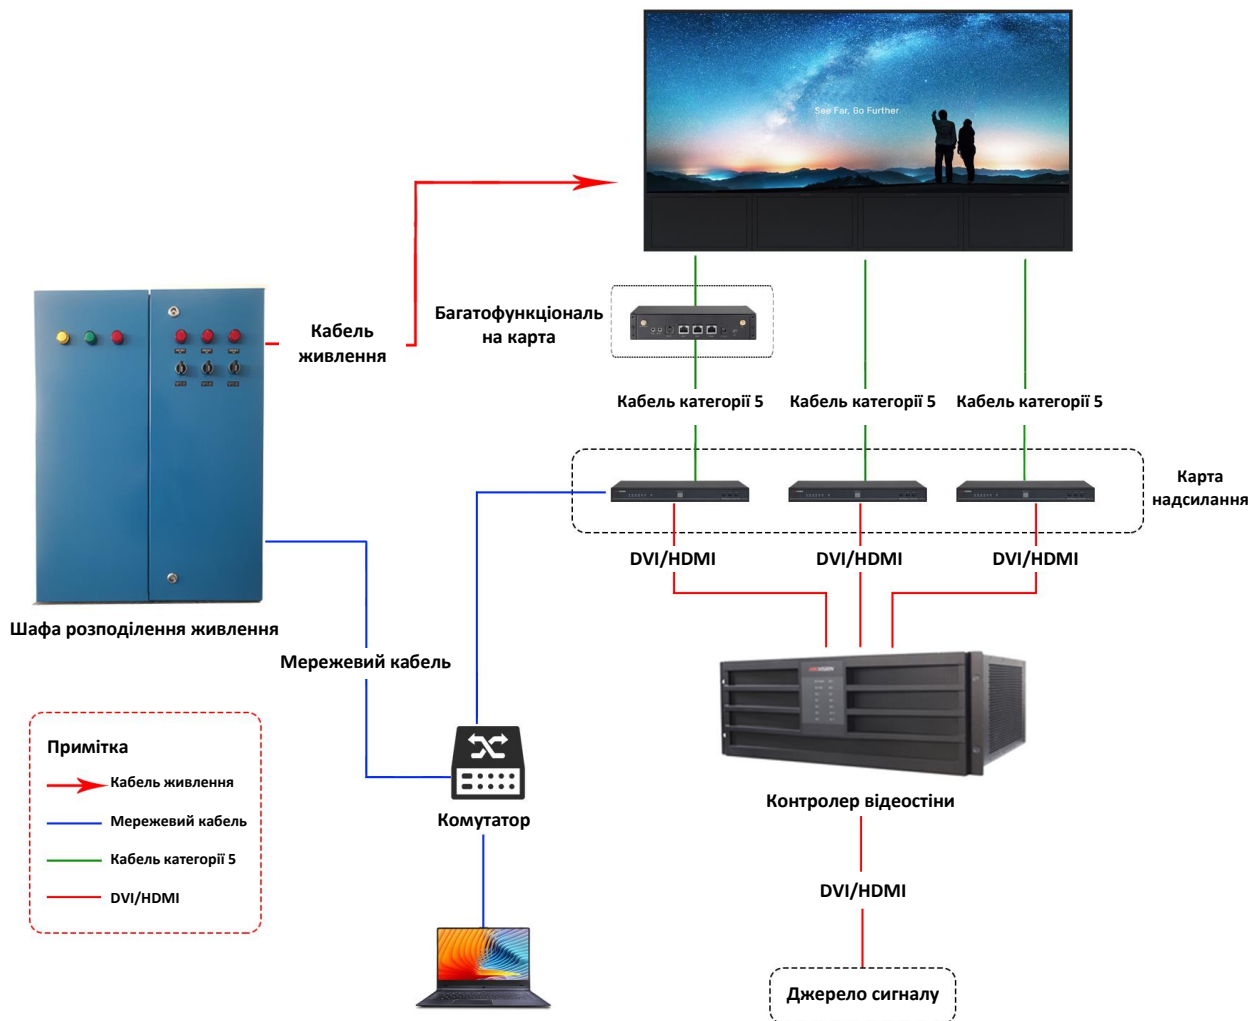 See Far, Go Further
Багатофункціональ
на карта
Кабель
живлення
Кабель категорії 5
Кабель категорії 5
Кабель категорії 5
Карта
надсилання
DVI/HDMI
DVI/HDMI
DVI/HDMI
Шафа розподілення живлення
Мережевий кабель
HIKVISION
Примітка
Кабель живлення
Мережевий кабель
Кабель категорії 5
DVI/HDMI
Комутатор
Контролер відеостіни
DVI/HDMI
Джерело сигналу